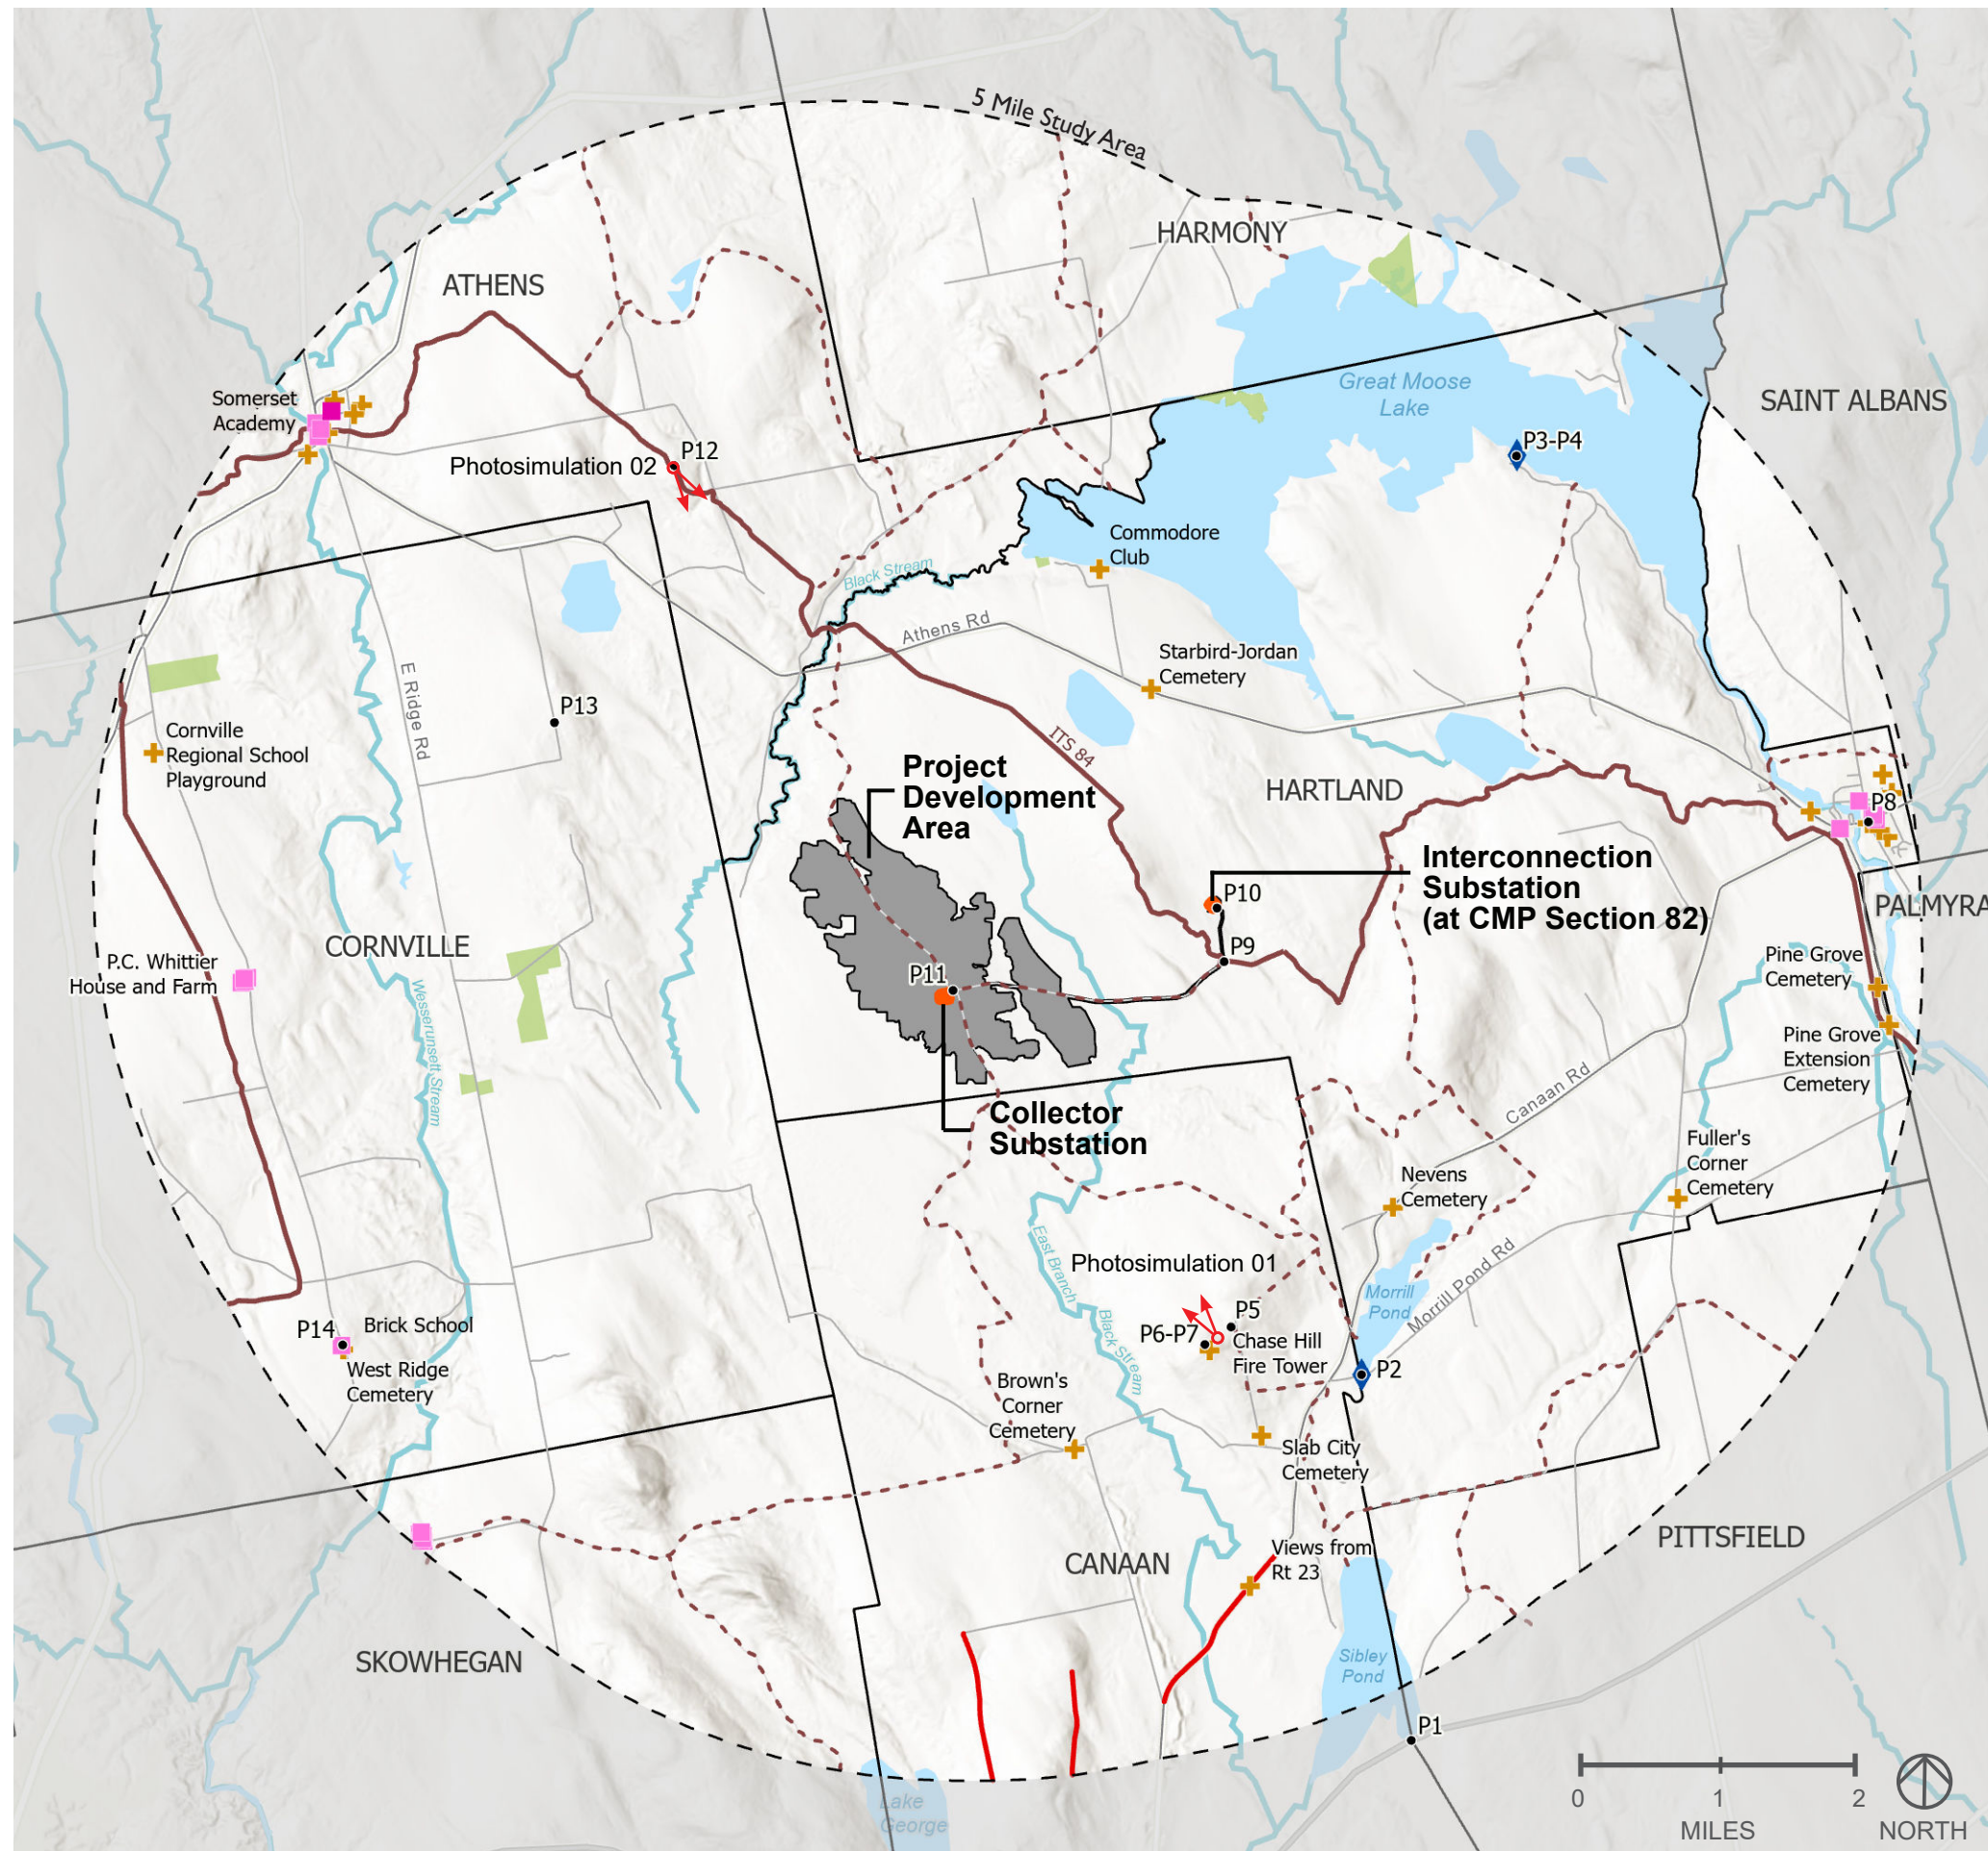 5 Mile Study Area
HARMONY
ATHENS
Great Moose
Lake
SAINT ALBANS
Somerset
Academy
P12
Photosimulation 02
P3-P4
Commodore
Club
Black Stream
Athens Rd
Starbird-Jordan
Cemetery
E Ridge Rd
P13
Cornville
Regional School
Playground
ITS 84
Project
Development
Area
HARTLAND
P8
Interconnection
Substation
(at CMP Section 82)
P10
PALMYRA
CORNVILLE
P9
P.C. Whittier
House and Farm
P11
Pine Grove
Cemetery
Wesserunsett Stream
Pine Grove
Extension
Cemetery
Canaan Rd
Collector
Substation
Fuller's
Corner
Cemetery
Nevens
Cemetery
East Branch
Black Stream
Photosimulation 01
Morrill
Pond
Morrill Pond Rd
P5
P6-P7
Chase Hill
Fire Tower
P14
Brick School
West Ridge
Cemetery
P2
Brown's
Corner
Cemetery
Slab City
Cemetery
Views from
Rt 23
CANAAN
PITTSFIELD
SKOWHEGAN
Sibley
Pond
P1
Lake
George
0
1
2
MILES
NORTH